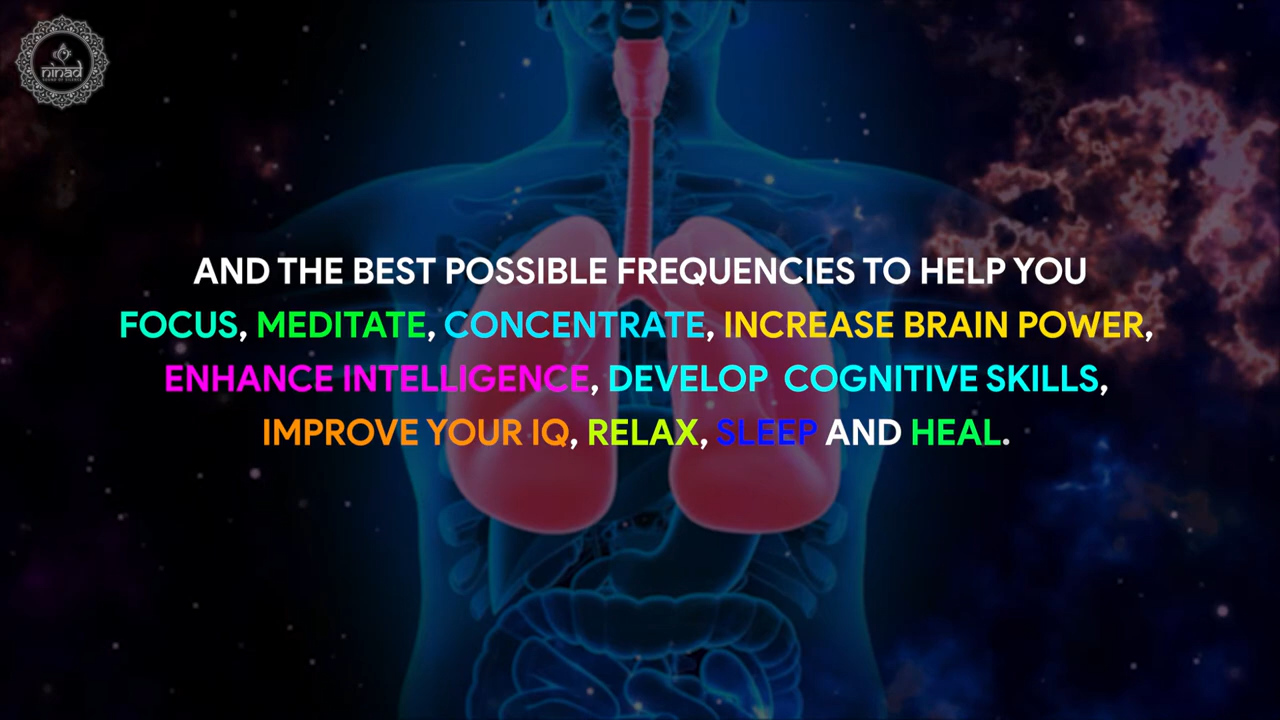 ninad
AND THE BEST POSSIBLE FREQUENCIES TO HELP YOU
FOCUS, MEDITATE, CONCENTRATE, INCREASE BRAIN POWER,
ENHANCE INTELLIGENCE, DEVELOP COGNITIVE SKILLS,
IMPROVE YOUR IQ, RELAX, SLEEP AND HEAL.